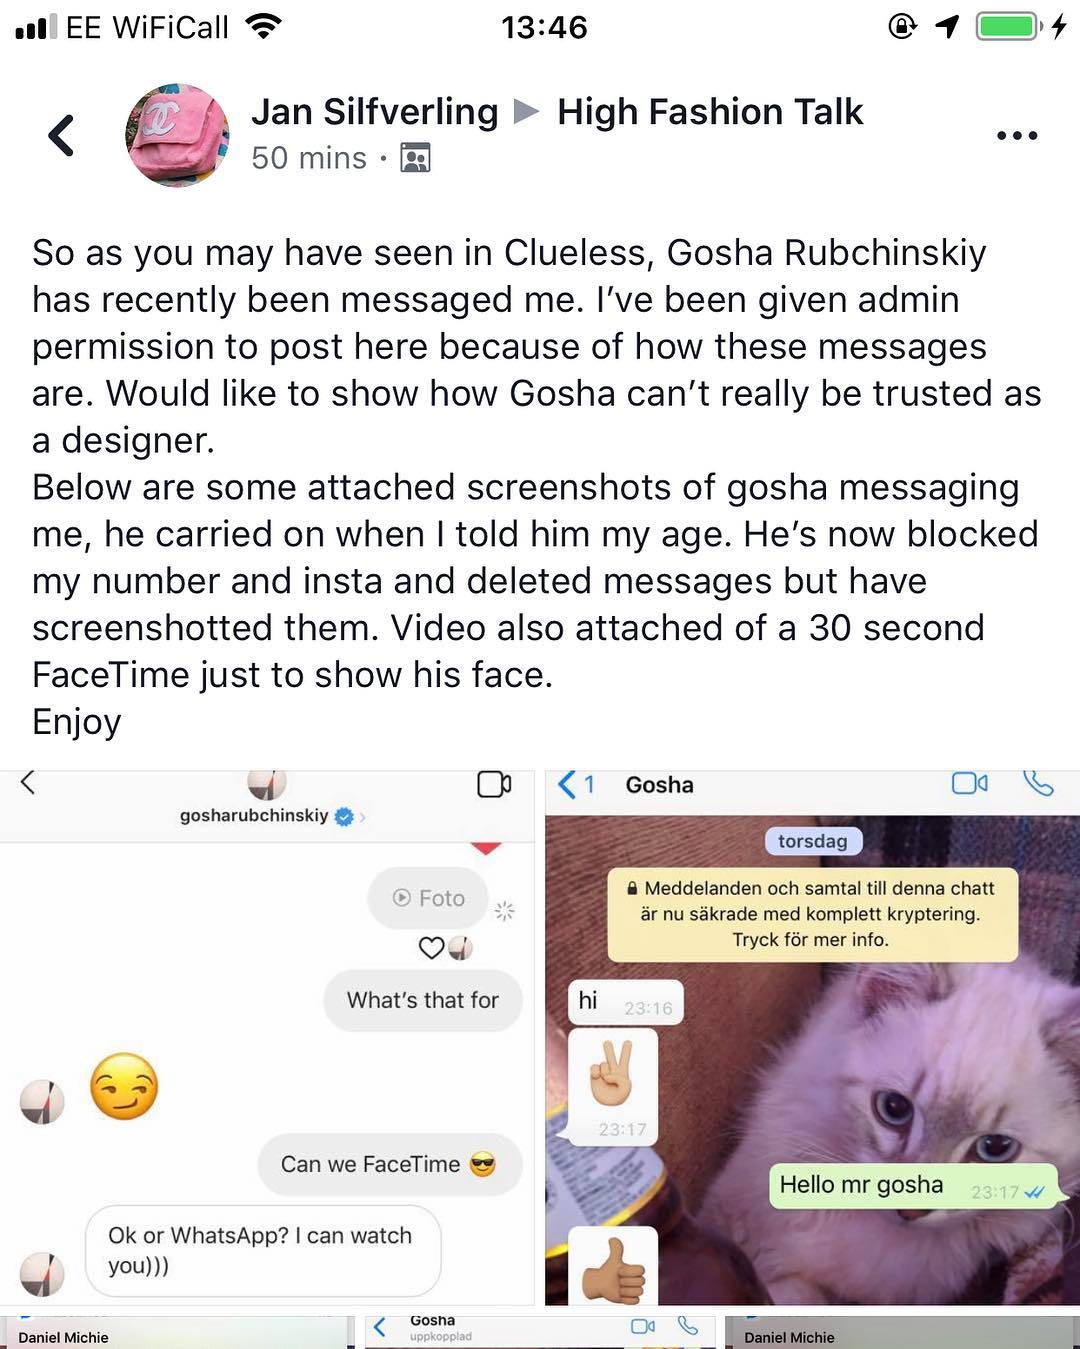 EE WiFiCall 13:46
Jan Silfverling ▶ High Fashion Talk
50 mins ·
So as you may have seen in Clueless, Gosha Rubchinskiy
has recently been messaged me. I’ve been given admin
permission to post here because of how these messages
are. Would like to show how Gosha can’t really be trusted as
a designer.
Below are some attached screenshots of gosha messaging
me, he carried on when I told him my age. He’s now blocked
my number and insta and deleted messages but have
screenshotted them. Video also attached of a 30 second
FaceTime just to show his face.
Enjoy
gosharubchinskiy
Foto
What’s that for
😏
Can we FaceTime 😎
Ok or WhatsApp? I can watch
you)))
1 Gosha
torsdag
Meddelanden och samtal till denna chatt
är nu säkrade med komplett kryptering.
Tryck för mer info.
hi 23:16
✌🏼
23:17
Hello mr gosha 23:17
👍🏽
Daniel Michie
Gosha
uppkopplad
Daniel Michie